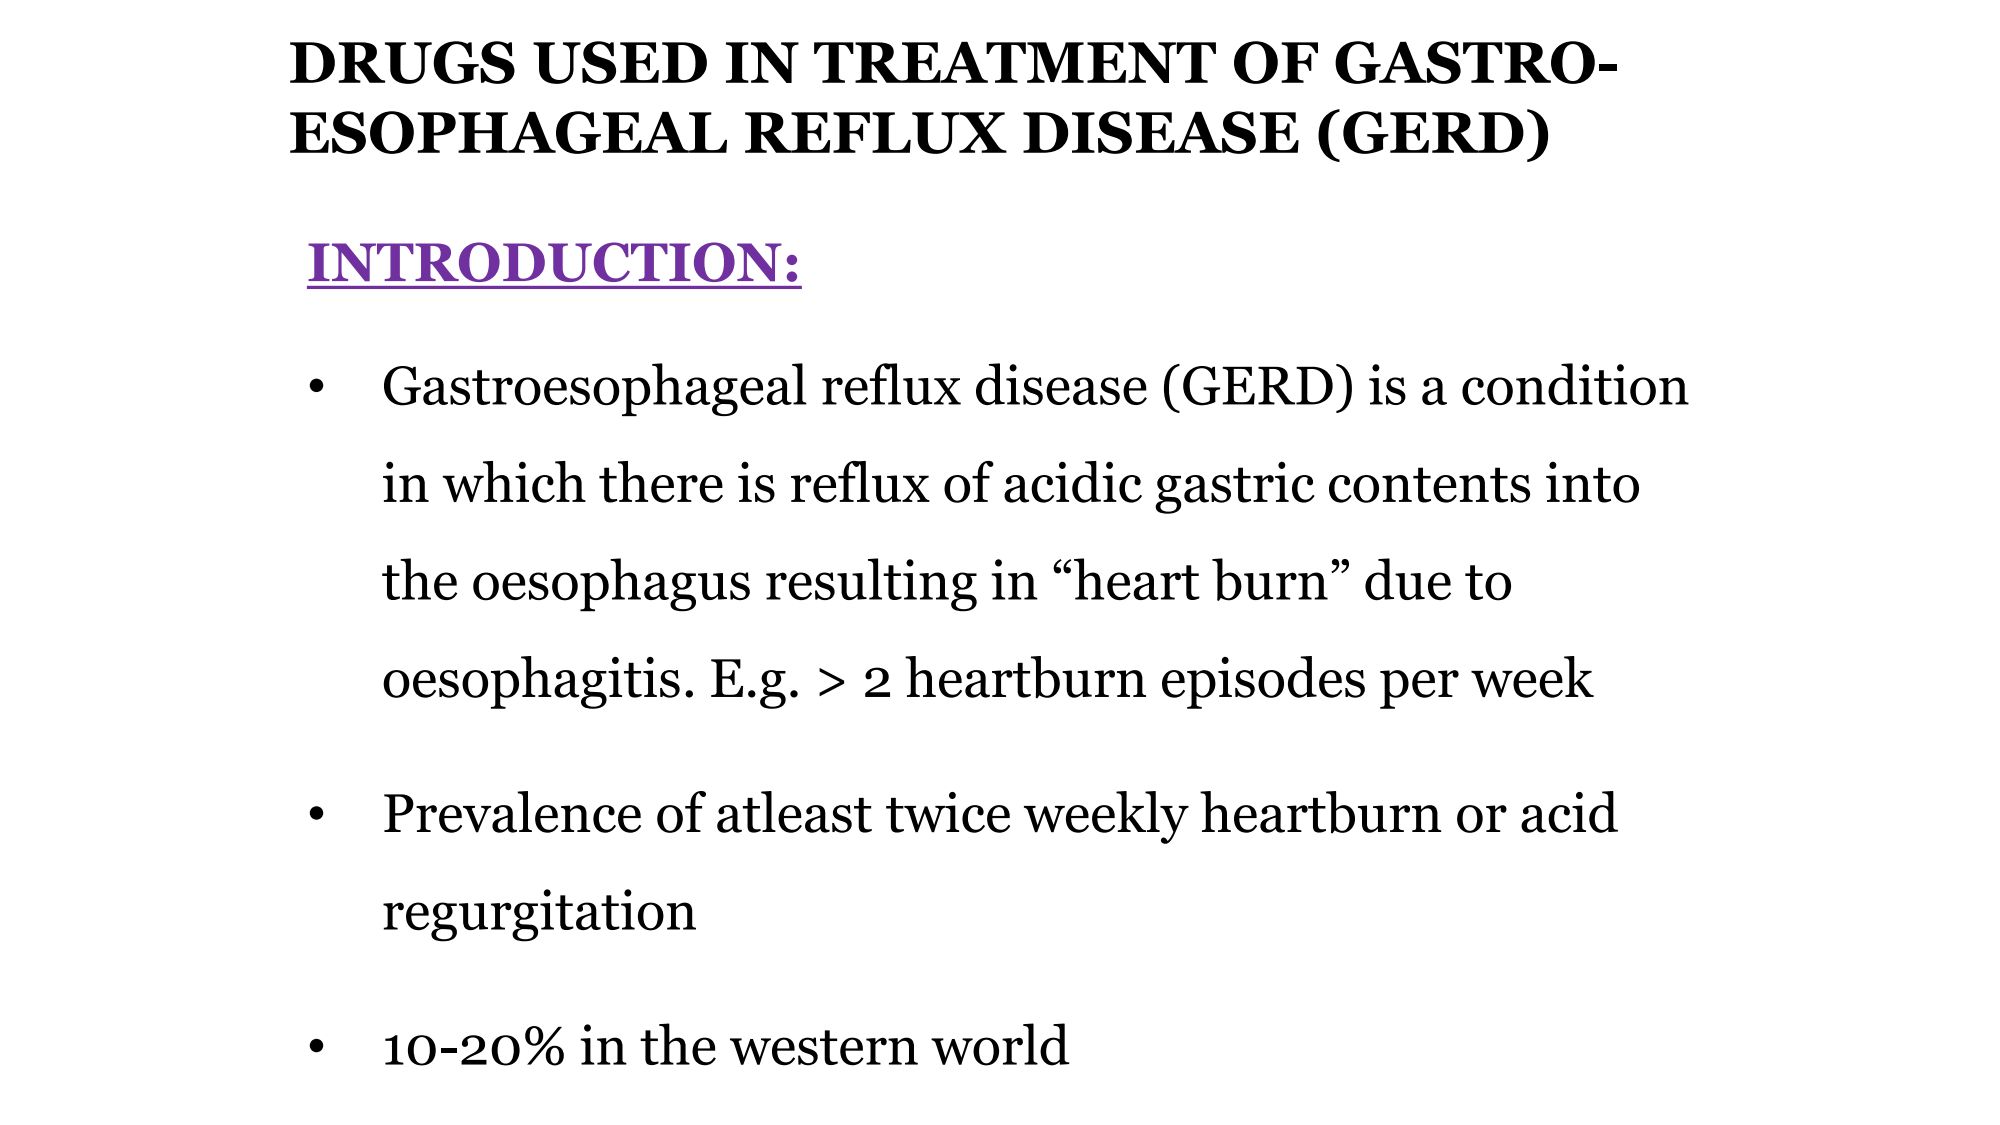 DRUGS USED IN TREATMENT OF GASTRO-
ESOPHAGEAL REFLUX DISEASE (GERD)
INTRODUCTION:
• Gastroesophageal reflux disease (GERD) is a condition
in which there is reflux of acidic gastric contents into
the oesophagus resulting in “heart burn” due to
oesophagitis. E.g. > 2 heartburn episodes per week
• Prevalence of atleast twice weekly heartburn or acid
regurgitation
• 10-20% in the western world